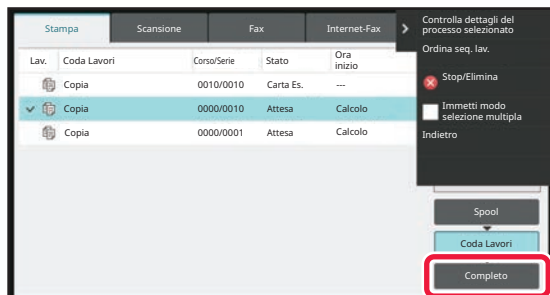 Stampa Scansione Fax Internet-Fax
Lav. Coda Lavori Corso/Serie Stato Ora inizio
Copia 0010/0010 Carta Es. ---
Copia 0000/0010 Attesa Calcolo
Copia 0000/0001 Attesa Calcolo
Controlla dettagli del
processo selezionato
Ordina seq. lav.
Stop/Elimina
Immetti modo
selezione multipla
Indietro
Spool
Coda Lavori
Completo